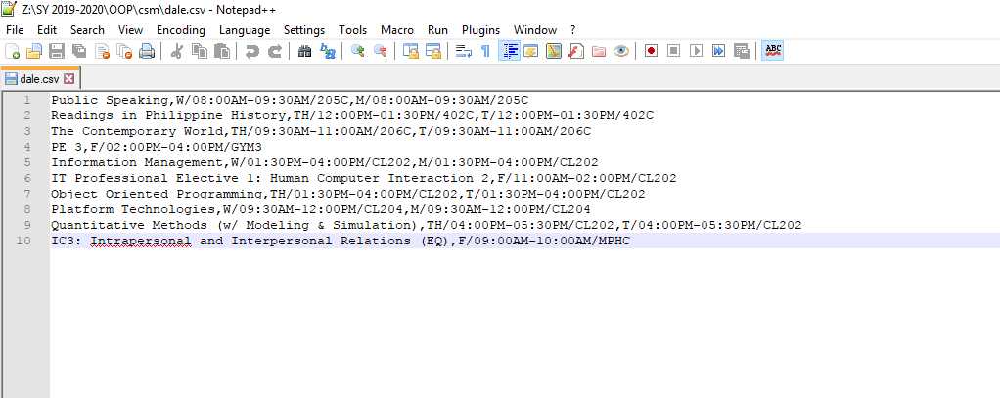 Z:\SY 2019-2020\OOP\csm\dale.csv - Notepad++
File Edit Search View Encoding Language Settings Tools Macro Run Plugins Window ?
ABC
dale.csv
1 Public Speaking,W/08:00AM-09:30AM/205C,M/08:00AM-09:30AM/205C
2 Readings in Philippine History,TH/12:00PM-01:30PM/402C,T/12:00PM-01:30PM/402C
3 The Contemporary World,TH/09:30AM-11:00AM/206C,T/09:30AM-11:00AM/206C
4 PE 3,F/02:00PM-04:00PM/GYM3
5 Information Management,W/01:30PM-04:00PM/CL202,M/01:30PM-04:00PM/CL202
6 IT Professional Elective 1: Human Computer Interaction 2,F/11:00AM-02:00PM/CL202
7 Object Oriented Programming,TH/01:30PM-04:00PM/CL202,T/01:30PM-04:00PM/CL202
8 Platform Technologies,W/09:30AM-12:00PM/CL204,M/09:30AM-12:00PM/CL204
9 Quantitative Methods (w/ Modeling & Simulation),TH/04:00PM-05:30PM/CL202,T/04:00PM-05:30PM/CL202
10 IC3: Intrapersonal and Interpersonal Relations (EQ),F/09:00AM-10:00AM/MPHC